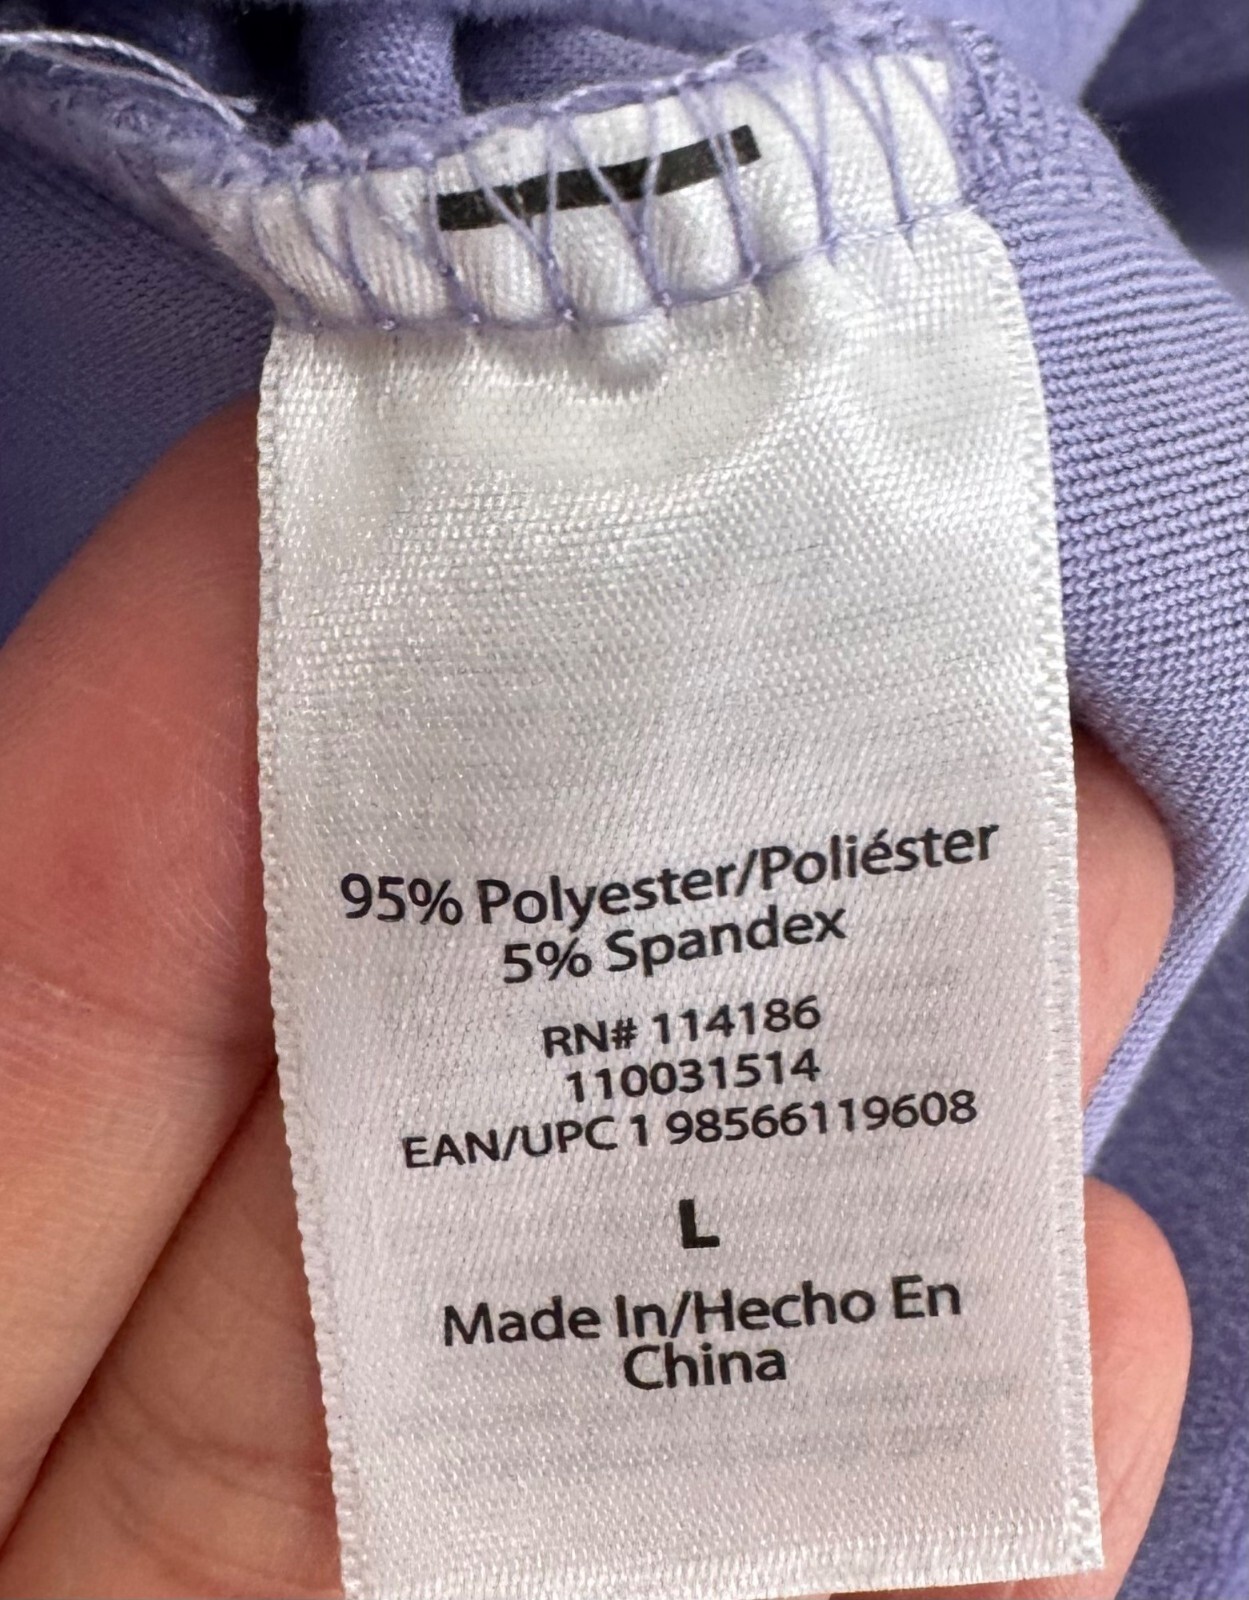 95% Polyester/Poliéster
5% Spandex
RN# 114186
110031514
EAN/UPC 1 98566119608
L
Made In/Hecho En
China